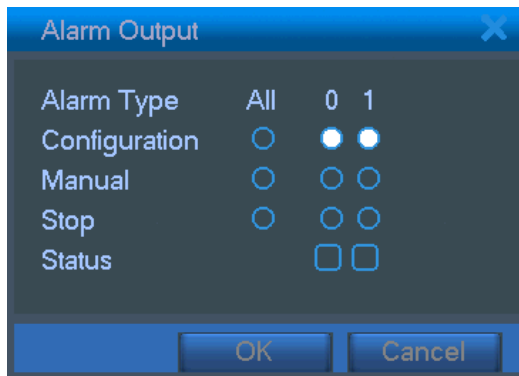 Alarm Output
Alarm Type All 0 1
Configuration
Manual
Stop
Status
OK Cancel